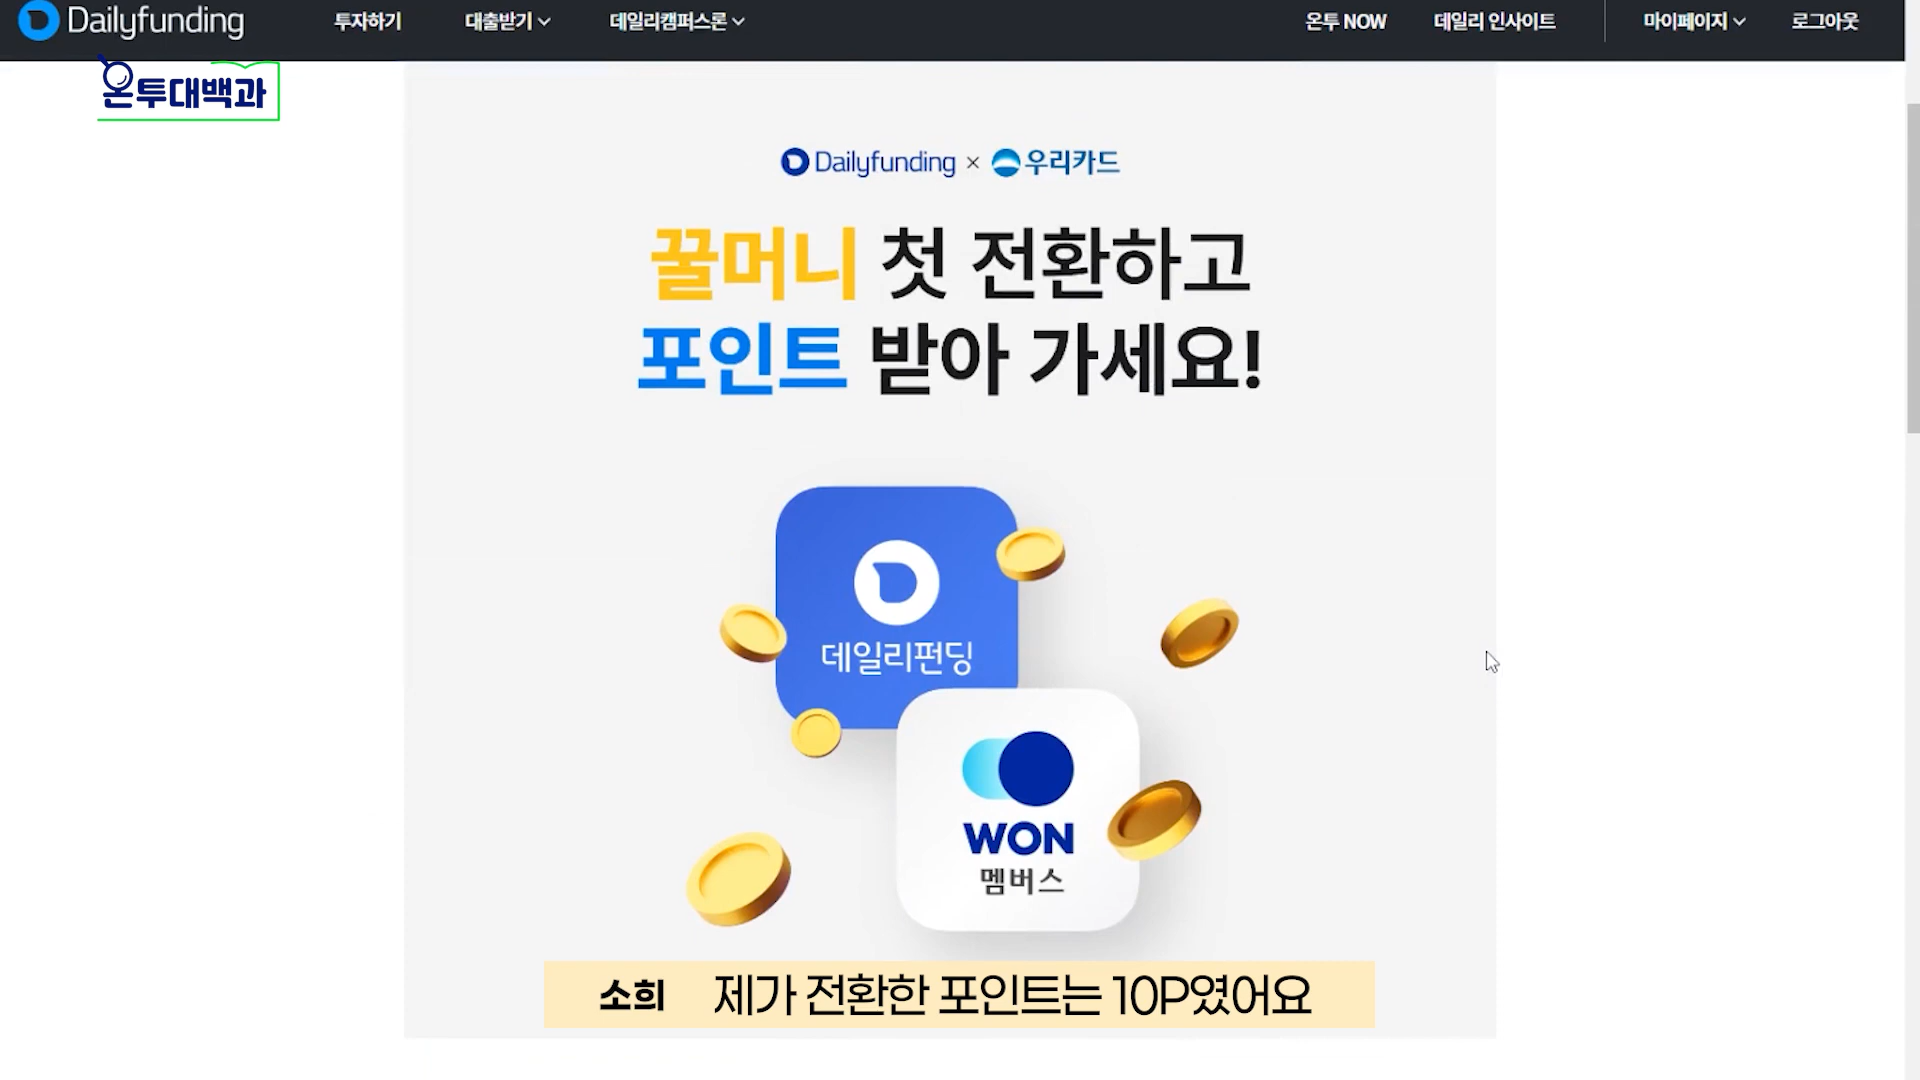 Dailyfunding 투자하기 대출받기 데일리캠퍼스론 온투 NOW 데일리 인사이트 마이페이지 로그아웃
온투대백과
Dailyfunding × 우리카드
꿀머니 첫 전환하고
포인트 받아 가세요!
데일리펀딩
WON
멤버스
소희 제가 전환한 포인트는 10P였어요